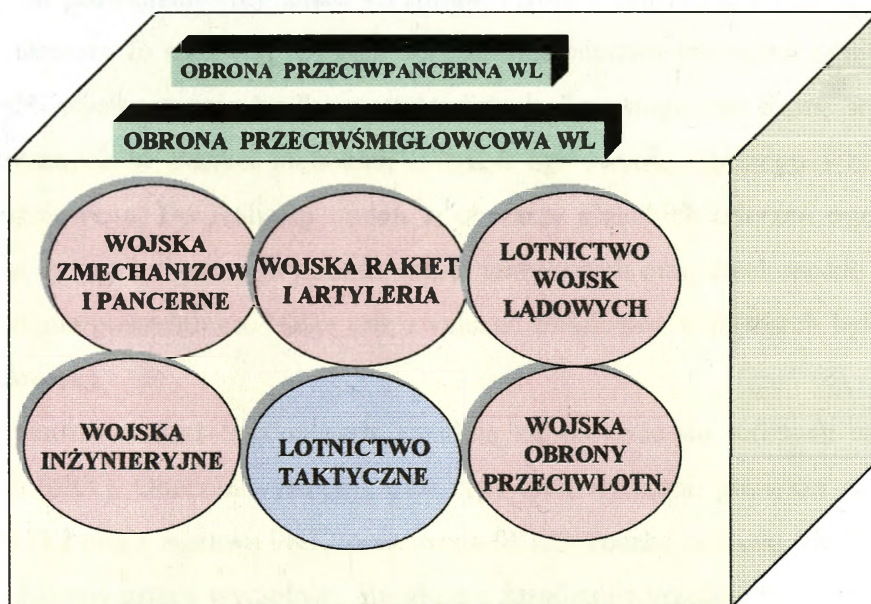 OBRONA PRZECIWPANCERNA WL
OBRONA PRZECIWŚMIGŁOWCOWA WL
WOJSKA
ZMECHANIZOW
I PANCERNE
WOJSKA RAKIET
I ARTYLERIA
LOTNICTWO
WOJSK
LĄDOWYCH
WOJSKA
INŻYNIERYJNE
LOTNICTWO
TAKTYCZNE
WOJSKA
OBRONY
PRZECIWLOTN.